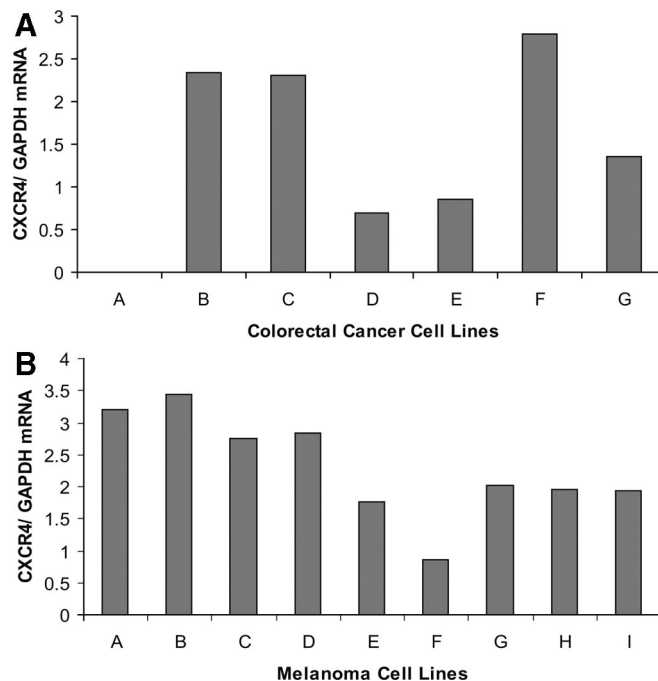 A
CXCR4/ GAPDH mRNA
3
2.5
2
1.5
1
0.5
0
A B C D E F G
Colorectal Cancer Cell Lines
B
CXCR4/ GAPDH mRNA
4
3.5
3
2.5
2
1.5
1
0.5
0
A B C D E F G H I
Melanoma Cell Lines